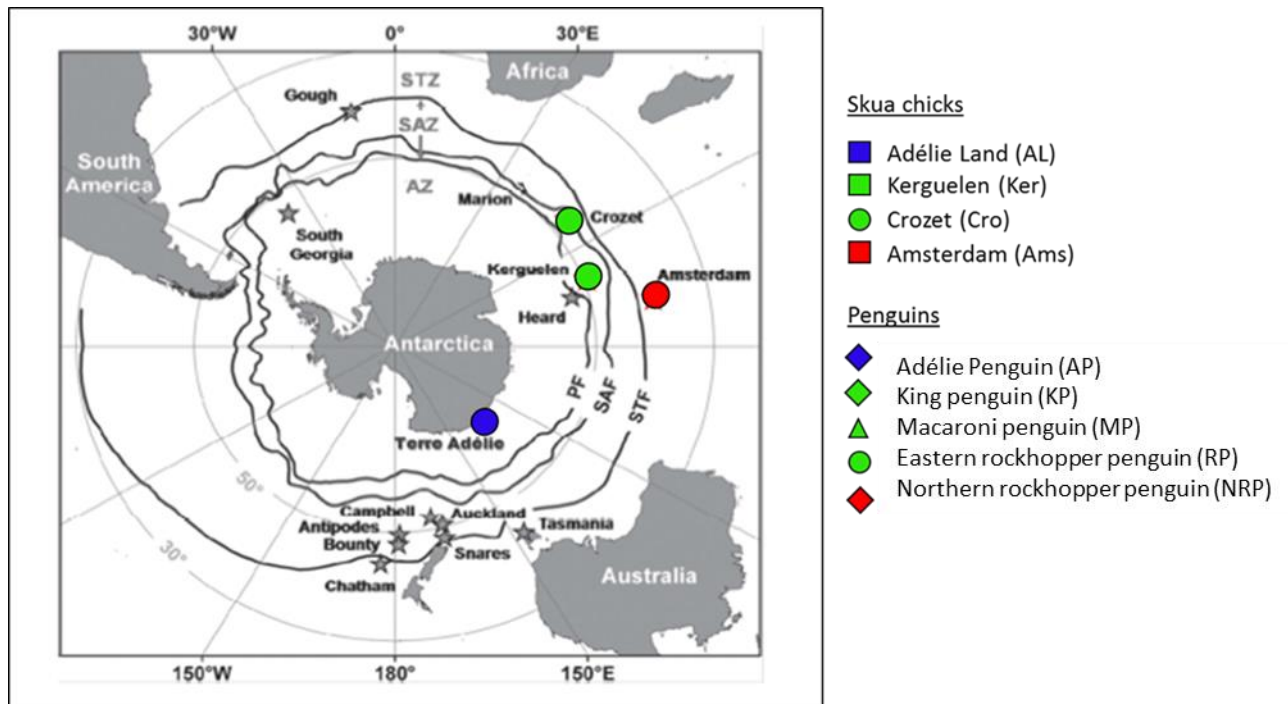 30°W 0° 30°E
Africa
STZ
+
SAZ
Gough
South
America
AZ
Marion
Crozet
South
Georgia
Kerguelen
Amsterdam
Heard
Antarctica
PF
SAF
STF
Terre Adélie
50°
Campbell
Auckland
Antipodes
Tasmania
Bounty
Snares
30°
Chatham
Australia
150°W 180° 150°E
Skua chicks
Adélie Land (AL)
Kerguelen (Ker)
Crozet (Cro)
Amsterdam (Ams)
Penguins
Adélie Penguin (AP)
King penguin (KP)
Macaroni penguin (MP)
Eastern rockhopper penguin (RP)
Northern rockhopper penguin (NRP)